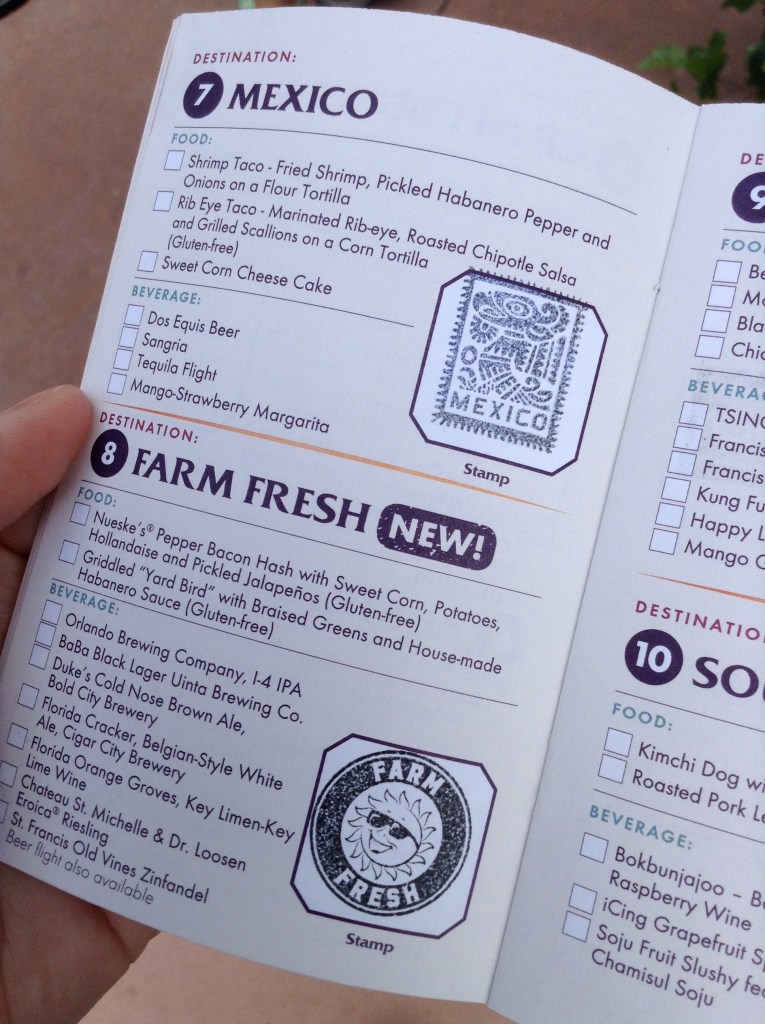 DESTINATION:
7 MEXICO
FOOD:
Shrimp Taco - Fried Shrimp, Pickled Habanero Pepper and
Onions on a Flour Tortilla
Rib Eye Taco - Marinated Rib-eye, Roasted Chipotle Salsa
and Grilled Scallions on a Corn Tortilla
(Gluten-free)
Sweet Corn Cheese Cake
BEVERAGE:
Dos Equis Beer
Sangria
Tequila Flight
Mango-Strawberry Margarita
MEXICO
Stamp
DESTINATION:
8 FARM FRESH NEW!
FOOD:
Nueske's® Pepper Bacon Hash with Sweet Corn, Potatoes,
Hollandaise and Pickled Jalapeños (Gluten-free)
Griddled "Yard Bird" with Braised Greens and House-made
Habanero Sauce (Gluten-free)
BEVERAGE:
Orlando Brewing Company, I-4 IPA
BaBa Black Lager Uinta Brewing Co.
Duke's Cold Nose Brown Ale,
Bold City Brewery
Florida Cracker, Belgian-Style White
Ale, Cigar City Brewery
Florida Orange Groves, Key Limen-Key
Lime Wine
Chateau St. Michelle & Dr. Loosen
Eroica® Riesling
St. Francis Old Vines Zinfandel
Beer flight also available
FARM
FRESH
Stamp
DE
9
FOO
Be
Ma
Bla
Chic
BEVERA
TSING
Francis
Francis
Kung Fu
Happy L
Mango G
DESTINATIO
10 SOU
FOOD:
Kimchi Dog wi
Roasted Pork Le
BEVERAGE:
Bokbunjajoo – B
Raspberry Wine
iCing Grapefruit S
Soju Fruit Slushy fea
Chamisul Soju